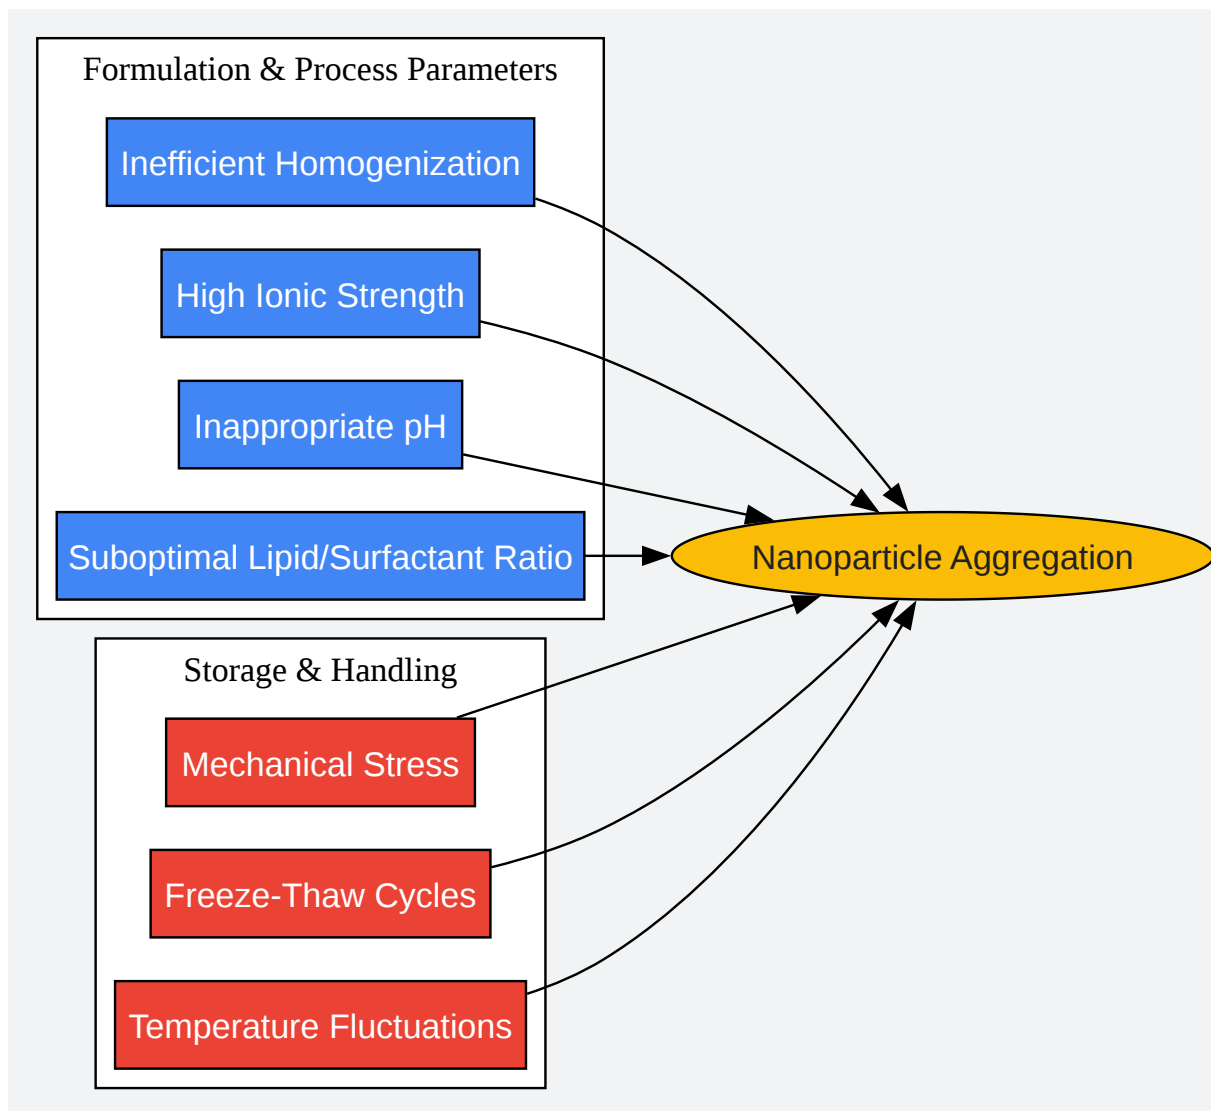 Formulation & Process Parameters
Inefficient Homogenization
High Ionic Strength
Inappropriate pH
Suboptimal Lipid/Surfactant Ratio
Nanoparticle Aggregation
Storage & Handling
Mechanical Stress
Freeze-Thaw Cycles
Temperature Fluctuations